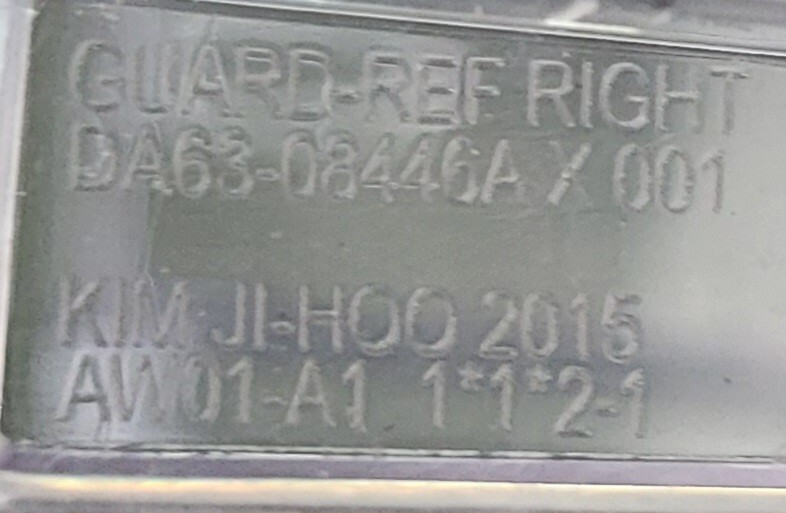 GUARD-REF RIGHT
DA63-08446A X 001
KIM JI-HOO 2015
AW01-A1 1*1*2-1